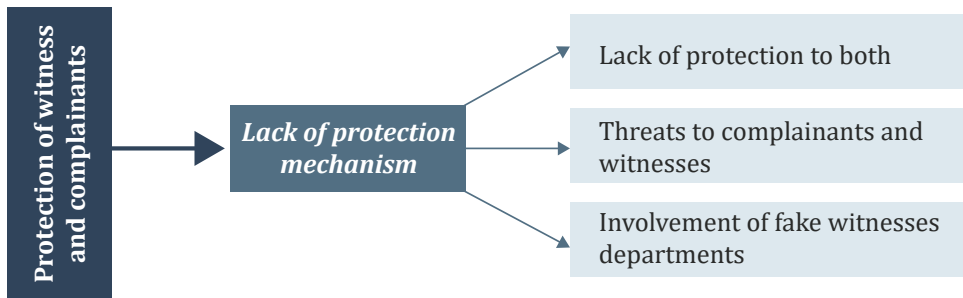 Protection of witness
and complainants
Lack of protection
mechanism
Lack of protection to both
Threats to complainants and
witnesses
Involvement of fake witnesses
departments